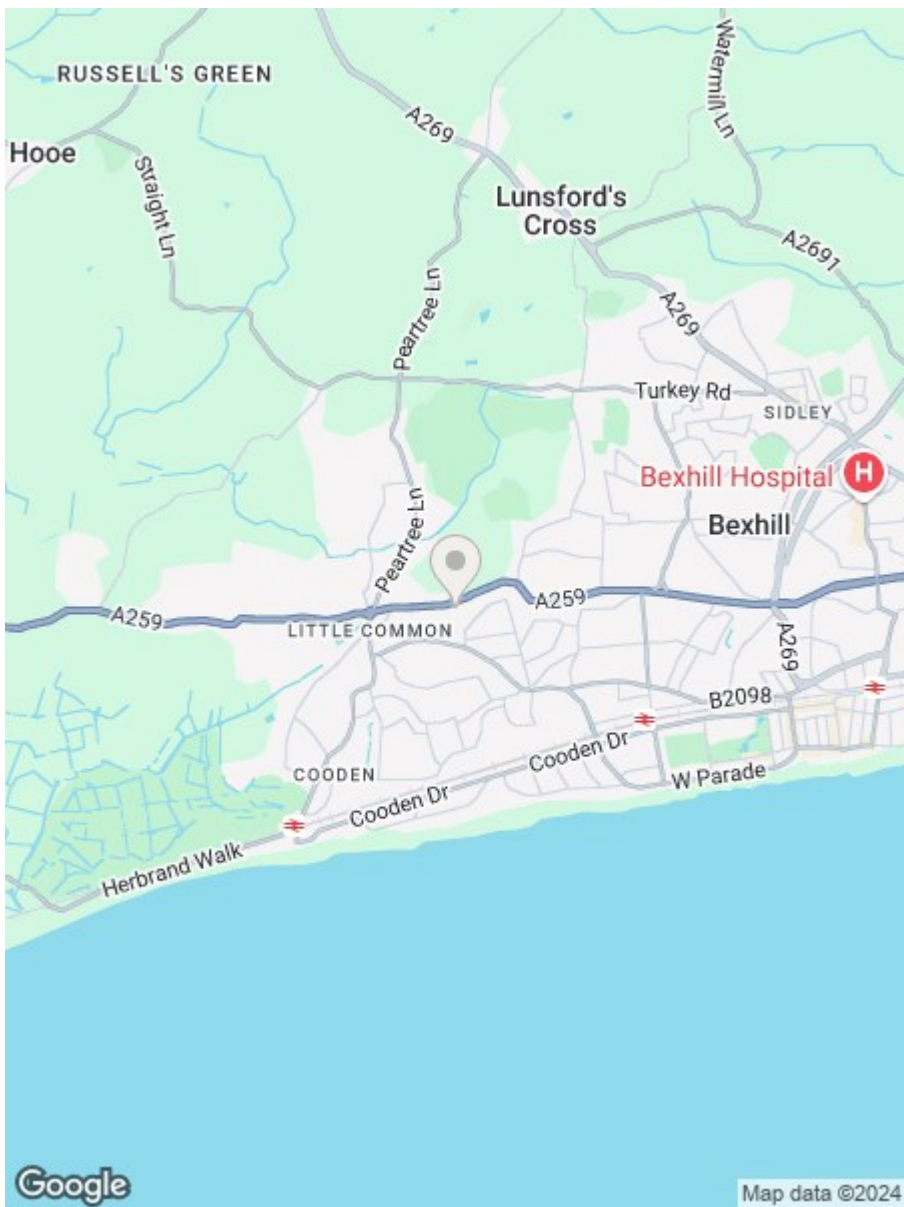 RUSSELL'S GREEN
Hooe
Straight Ln
A269
Watermill Ln
Lunsford's
Cross
A2691
Peartree Ln
A269
Turkey Rd
SIDLEY
Bexhill Hospital
H
Bexhill
Peartree Ln
A259
A259
LITTLE COMMON
A269
B2098
COODEN
Cooden Dr
Cooden Dr
W Parade
Herbrand Walk
Google
Map data ©2024